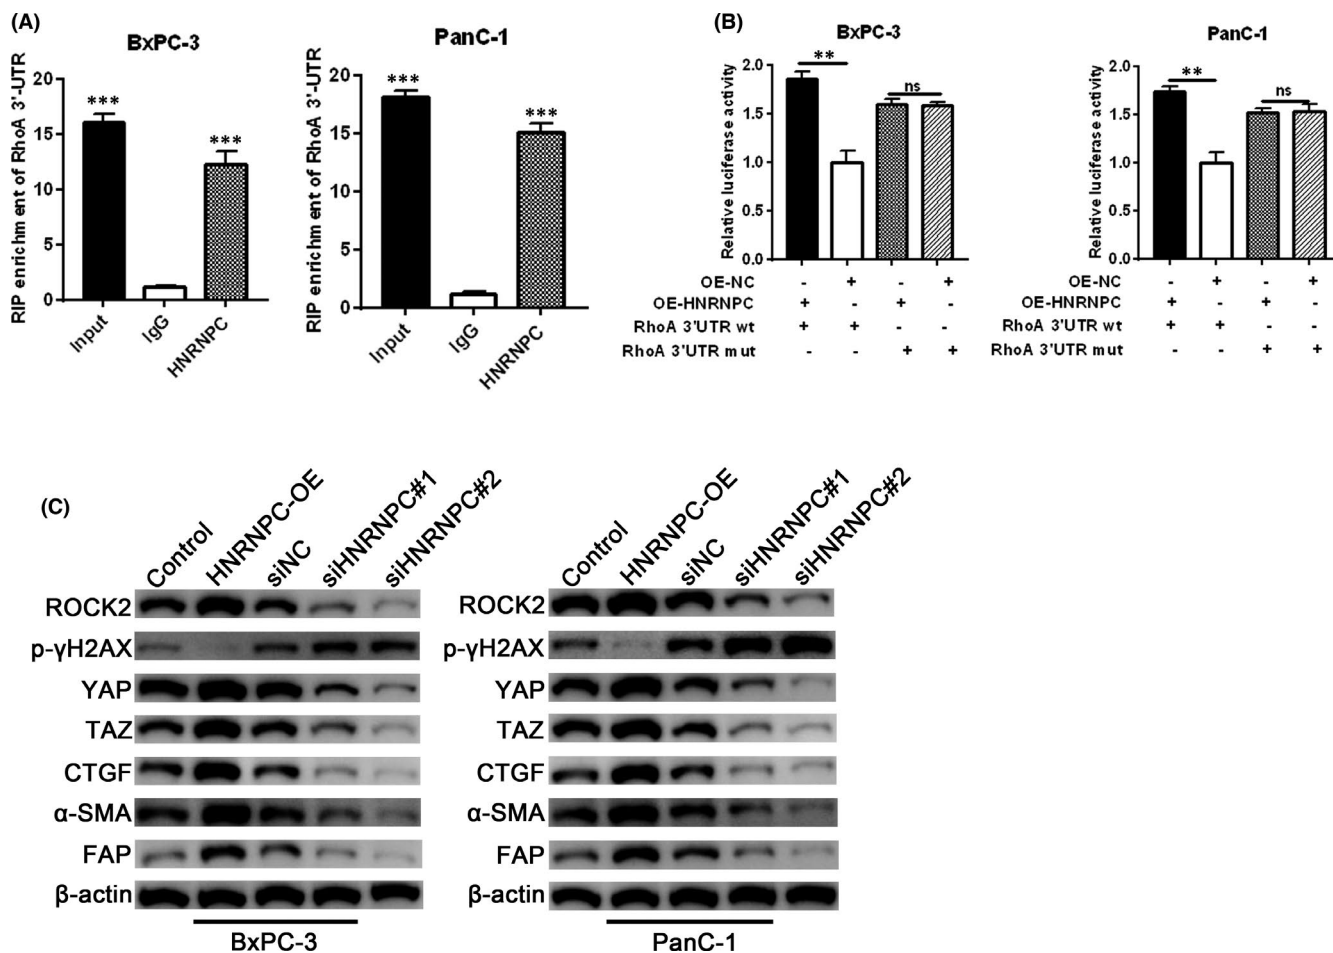 (A)
BxPC-3
RIP enrichment of RhoA 3'-UTR
20
15
10
5
0
***
***
Input
IgG
HNRNPC
PanC-1
RIP enrichment of RhoA 3'-UTR
20
15
10
5
0
***
***
Input
IgG
HNRNPC
(B)
BxPC-3
Relative luciferase activity
2.0
1.5
1.0
0.5
2.0
**
ns
OE-NC - + - +
OE-HNRNPC + - + -
RhoA 3'UTR wt + + - -
RhoA 3'UTR mut - - + +
PanC-1
Relative luciferase activity
2.0
1.5
1.0
0.5
2.0
**
ns
OE-NC - + - +
OE-HNRNPC + - + -
RhoA 3'UTR wt + + - -
RhoA 3'UTR mut - - + +
(C)
Control
HNRNPC-OE
siNC
siHNRNPC#1
siHNRNPC#2
ROCK2
p-γH2AX
YAP
TAZ
CTGF
α-SMA
FAP
β-actin
BxPC-3
Control
HNRNPC-OE
siNC
siHNRNPC#1
siHNRNPC#2
ROCK2
p-γH2AX
YAP
TAZ
CTGF
α-SMA
FAP
β-actin
PanC-1